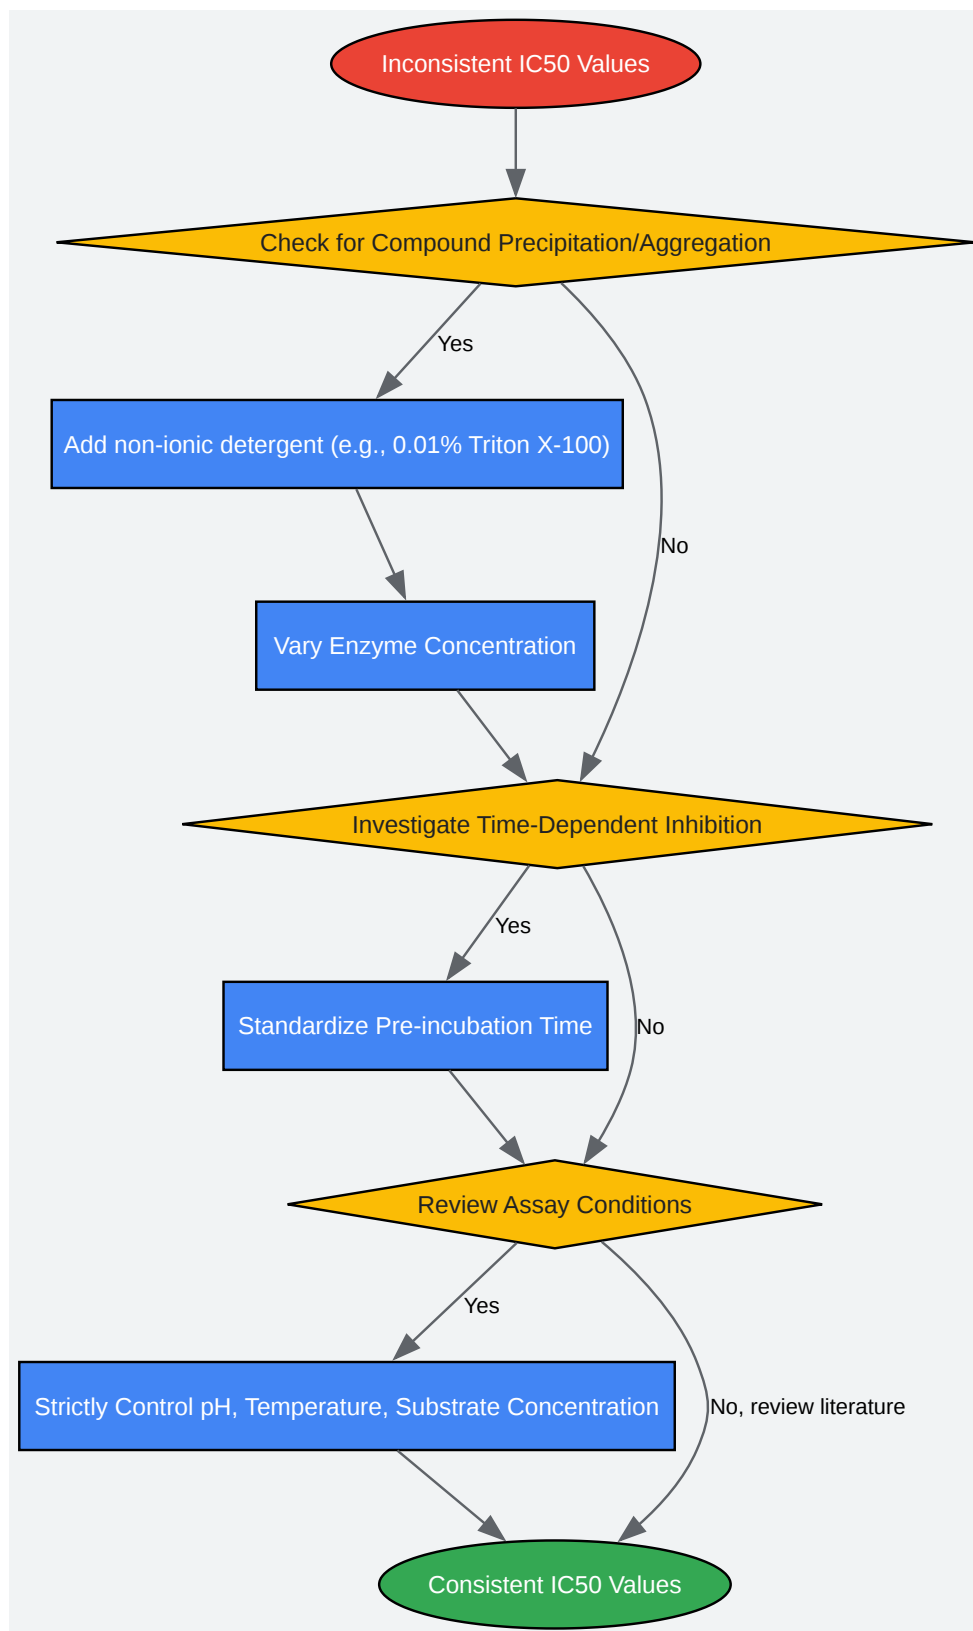 Inconsistent IC50 Values
Check for Compound Precipitation/Aggregation
Yes
Add non-ionic detergent (e.g., 0.01% Triton X-100)
No
Vary Enzyme Concentration
Investigate Time-Dependent Inhibition
Yes
Standardize Pre-incubation Time
No
Review Assay Conditions
Yes
Strictly Control pH, Temperature, Substrate Concentration
No, review literature
Consistent IC50 Values